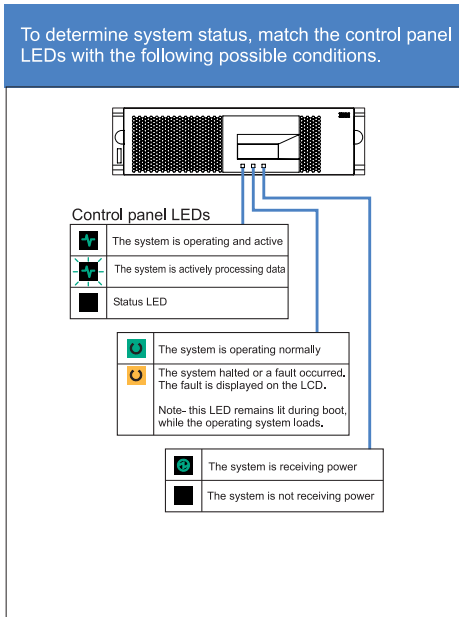 To determine system status, match the control panel
LEDs with the following possible conditions.
IBM
Control panel LEDs
The system is operating and active
The system is actively processing data
Status LED
The system is operating normally
The system halted or a fault occurred.
The fault is displayed on the LCD.
Note- this LED remains lit during boot,
while the operating system loads.
The system is receiving power
The system is not receiving power